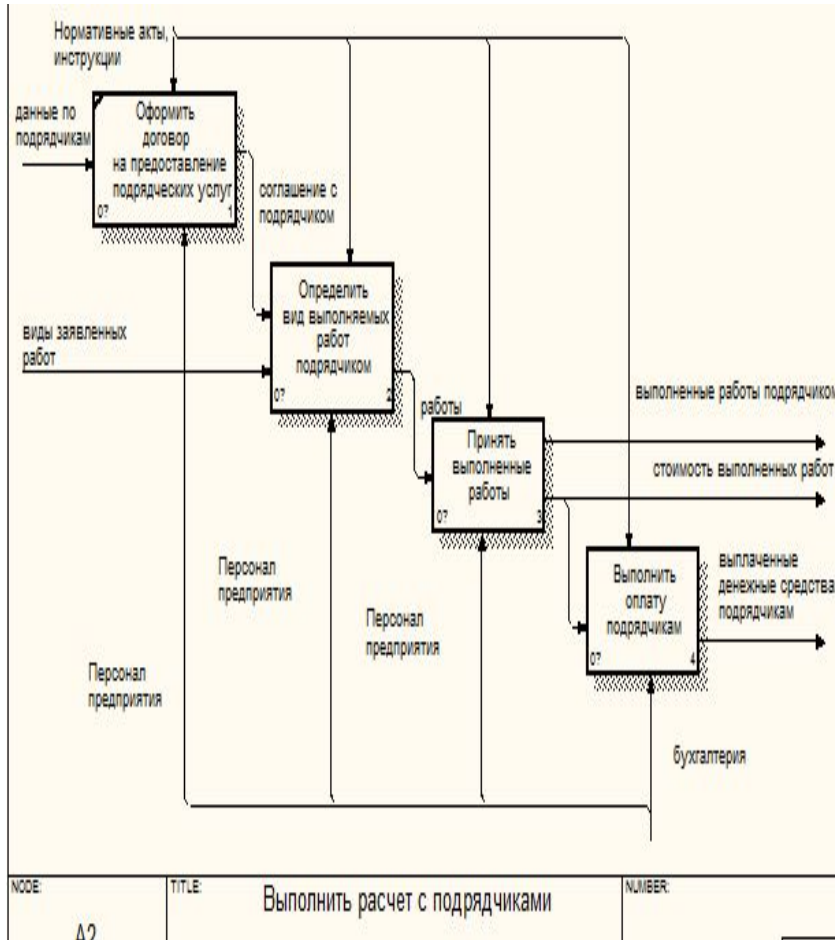 Нормативные акты,
инструкции
данные по
подрядчикам
Оформить
договор
на предоставление
подрядческих услуг
0? 1
соглашение с
подрядчиком
Определить
вид выполняемых
работ
подрядчиком
0? 2
виды заявленных
работ
работы
выполненные работы подрядчиком
Принять
выполненные
работы
0? 3
стоимость выполненных работ
Выполнить
оплату
подрядчикам
0? 4
выплаченные
денежные средства
подрядчикам
Персонал
предприятия
Персонал
предприятия
Персонал
предприятия
бухгалтерия
NODE: TITLE: NUMBER:
Выполнить расчет с подрядчиками
A2